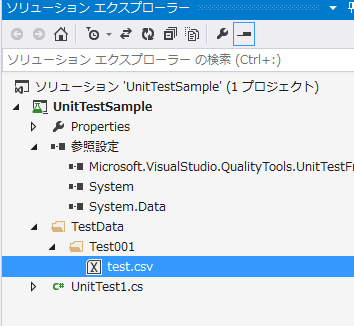 ソリューション エクスプローラー
ソリューション エクスプローラー の検索 (Ctrl+:)
ソリューション 'UnitTestSample' (1 プロジェクト)
UnitTestSample
Properties
参照設定
Microsoft.VisualStudio.QualityTools.UnitTestFr
System
System.Data
TestData
Test001
test.csv
C# UnitTest1.cs